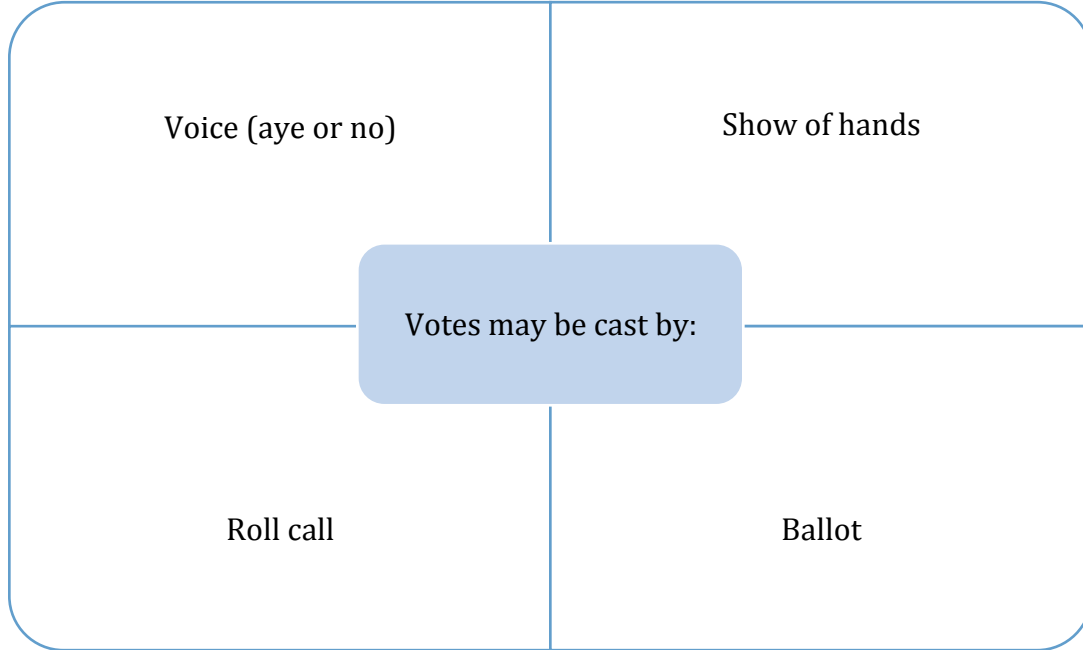 Voice (aye or no)
Show of hands
Votes may be cast by:
Roll call
Ballot